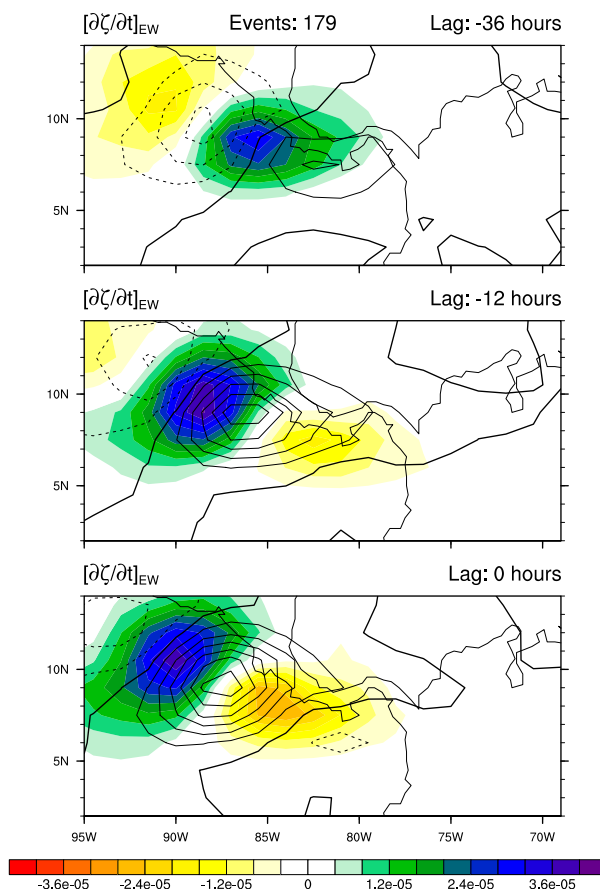 [∂ζ/∂t]EW Events: 179 Lag: -36 hours
10N
5N
[∂ζ/∂t]EW Lag: -12 hours
10N
5N
[∂ζ/∂t]EW Lag: 0 hours
10N
5N
95W 90W 85W 80W 75W 70W
-3.6e-05 -2.4e-05 -1.2e-05 0 1.2e-05 2.4e-05 3.6e-05